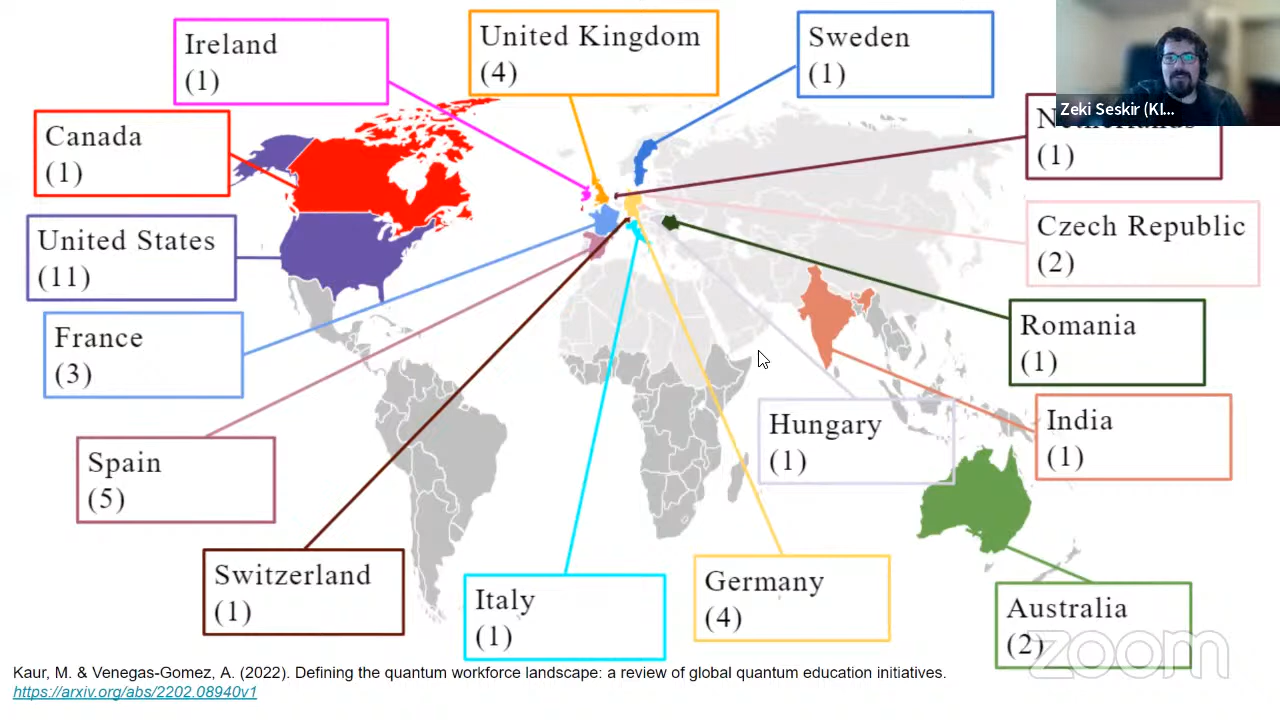 Ireland
(1)
United Kingdom
(4)
Sweden
(1)
Zeki Seskir (KI...
Canada
(1)
Netherlands
(1)
United States
(11)
Czech Republic
(2)
France
(3)
Romania
(1)
Hungary
(1)
India
(1)
Spain
(5)
Switzerland
(1)
Italy
(1)
Germany
(4)
Australia
(2)
zoom
Kaur, M. & Venegas-Gomez, A. (2022). Defining the quantum workforce landscape: a review of global quantum education initiatives.
https://arxiv.org/abs/2202.08940v1